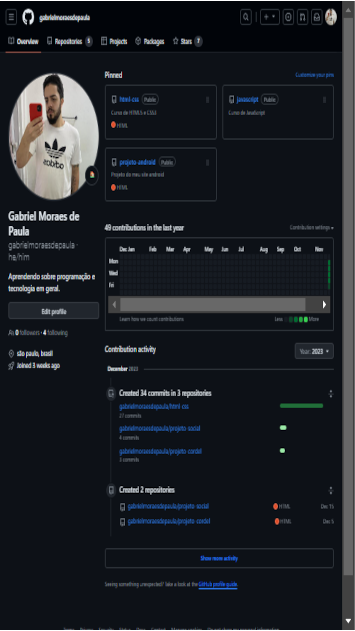 gabrielmoraesdepaula
Overview Repositories 5 Projects Packages Stars 7
Pinned
Customize your pins
html-css Public
Curso de HTML5 e CSS3
HTML
javascript Public
Curso de JavaScript
projeto-android Public
Projeto do meu site android
HTML
adidas
Gabriel Moraes de
Paula
gabrielmoraesdepaula ·
he/him
Aprendendo sobre programação e
tecnologia em geral.
Edit profile
0 followers · 4 following
são paulo, brasil
Joined 3 weeks ago
49 contributions in the last year
Contribution settings
Dec Jan Feb Mar Apr May Jun Jul Aug Sep Oct Nov
Mon
Wed
Fri
Learn how we count contributions
Less More
Contribution activity
Year: 2023
December 2023
Created 34 commits in 3 repositories
gabrielmoraesdepaula/html-css
27 commits
gabrielmoraesdepaula/projeto-social
4 commits
gabrielmoraesdepaula/projeto-cordel
3 commits
Created 2 repositories
gabrielmoraesdepaula/projeto-social HTML Dec
gabrielmoraesdepaula/projeto-cordel HTML Dec 5
Show more activity
Seeing something unexpected? Take a look at the GitHub profile guide.